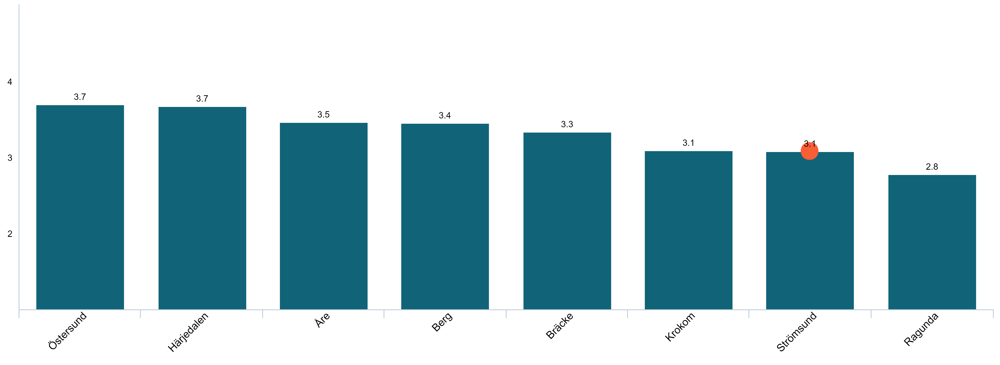 4
3
2
3.7
3.7
3.5
3.4
3.3
3.1
3.1
2.8
Östersund
Härjedalen
Åre
Berg
Bräcke
Krokom
Strömsund
Ragunda